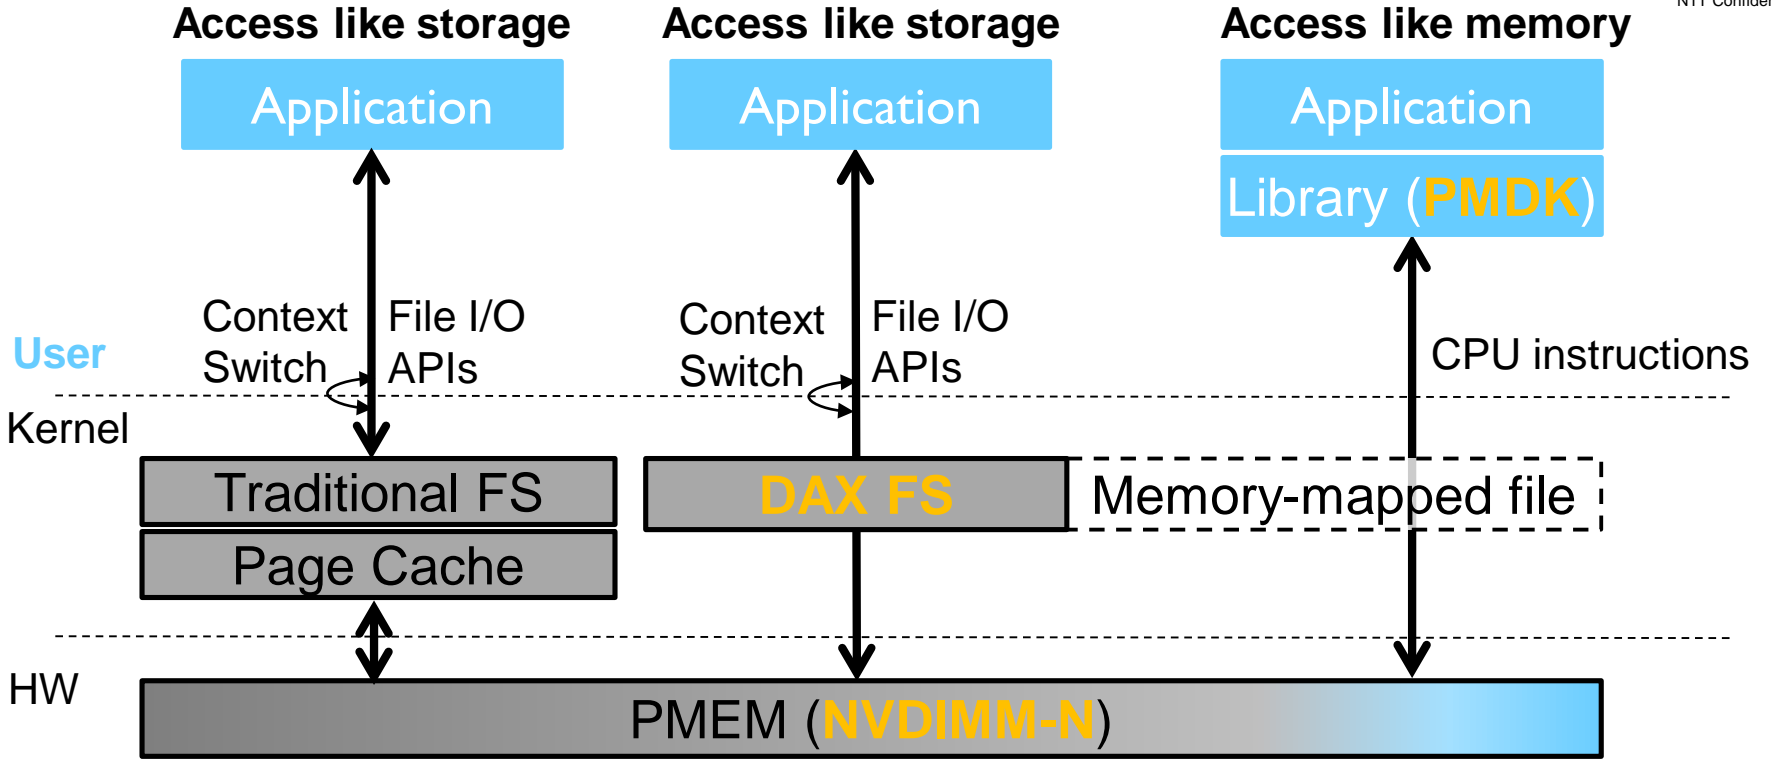 NTT Confiden
Access like storage
Access like storage
Access like memory
Application
Application
Application
Library (PMDK)
Context
Switch
File I/O
APIs
Context
Switch
File I/O
APIs
CPU instructions
User
Kernel
Traditional FS
DAX FS
Memory-mapped file
Page Cache
HW
PMEM (NVDIMM-N)